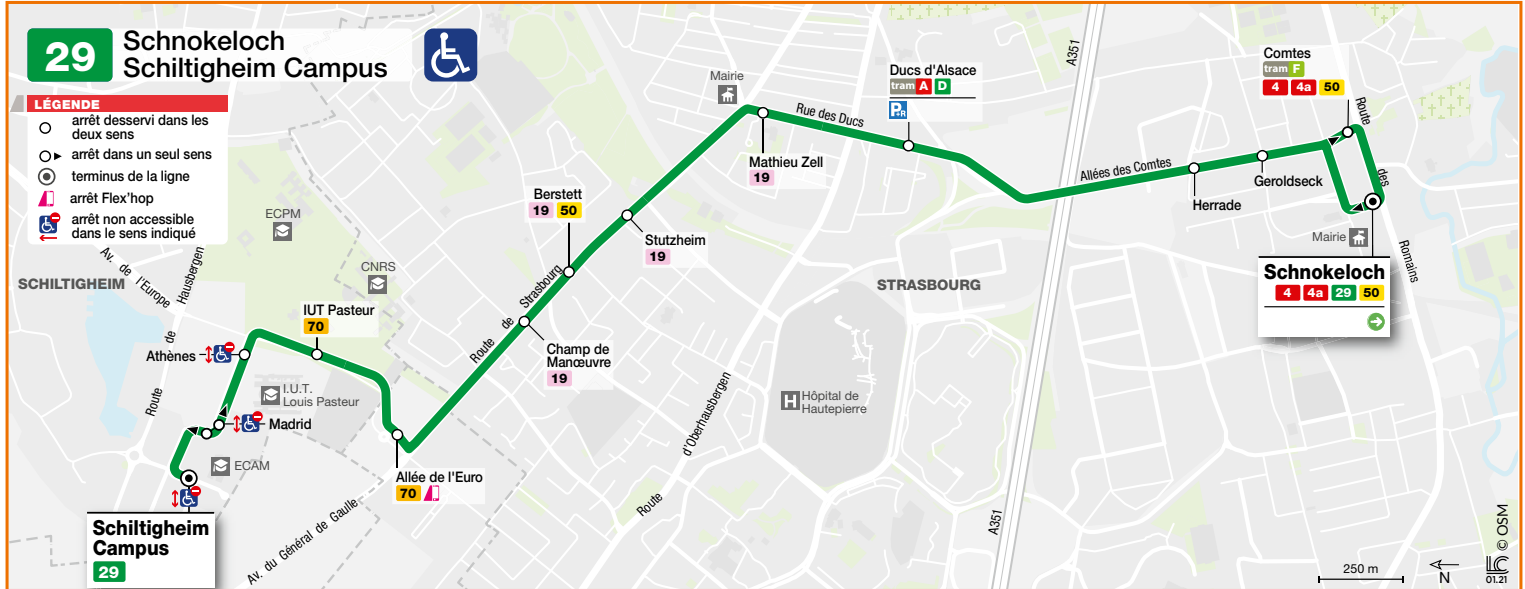 29
Schnokeloch
Schiltigheim Campus
LÉGENDE
arrêt desservi dans les
deux sens
arrêt dans un seul sens
terminus de la ligne
arrêt Flex'hop
arrêt non accessible
dans le sens indiqué
SCHILTIGHEIM
Av. de l'Europe
Route de Hausbergen
ECPM
CNRS
IUT Pasteur
70
Athènes
I.U.T.
Louis Pasteur
Madrid
ECAM
Schiltigheim
Campus
29
Av. du Général de Gaulle
Allée de l'Euro
70
Route de Strasbourg
Champ de
Manœuvre
19
Berstett
19 50
Stutzheim
19
Mairie
Mathieu Zell
19
Rue des Ducs
Ducs d'Alsace
tram A D
P+R
STRASBOURG
H Hôpital de
Hautepierre
Route d'Oberhausbergen
A351
A351
Allées des Comtes
Herrade
Geroldseck
Comtes
tram F
4 4a 50
Route des Romains
Mairie
Schnokeloch
4 4a 29 50
250 m
N
01.21
© OSM